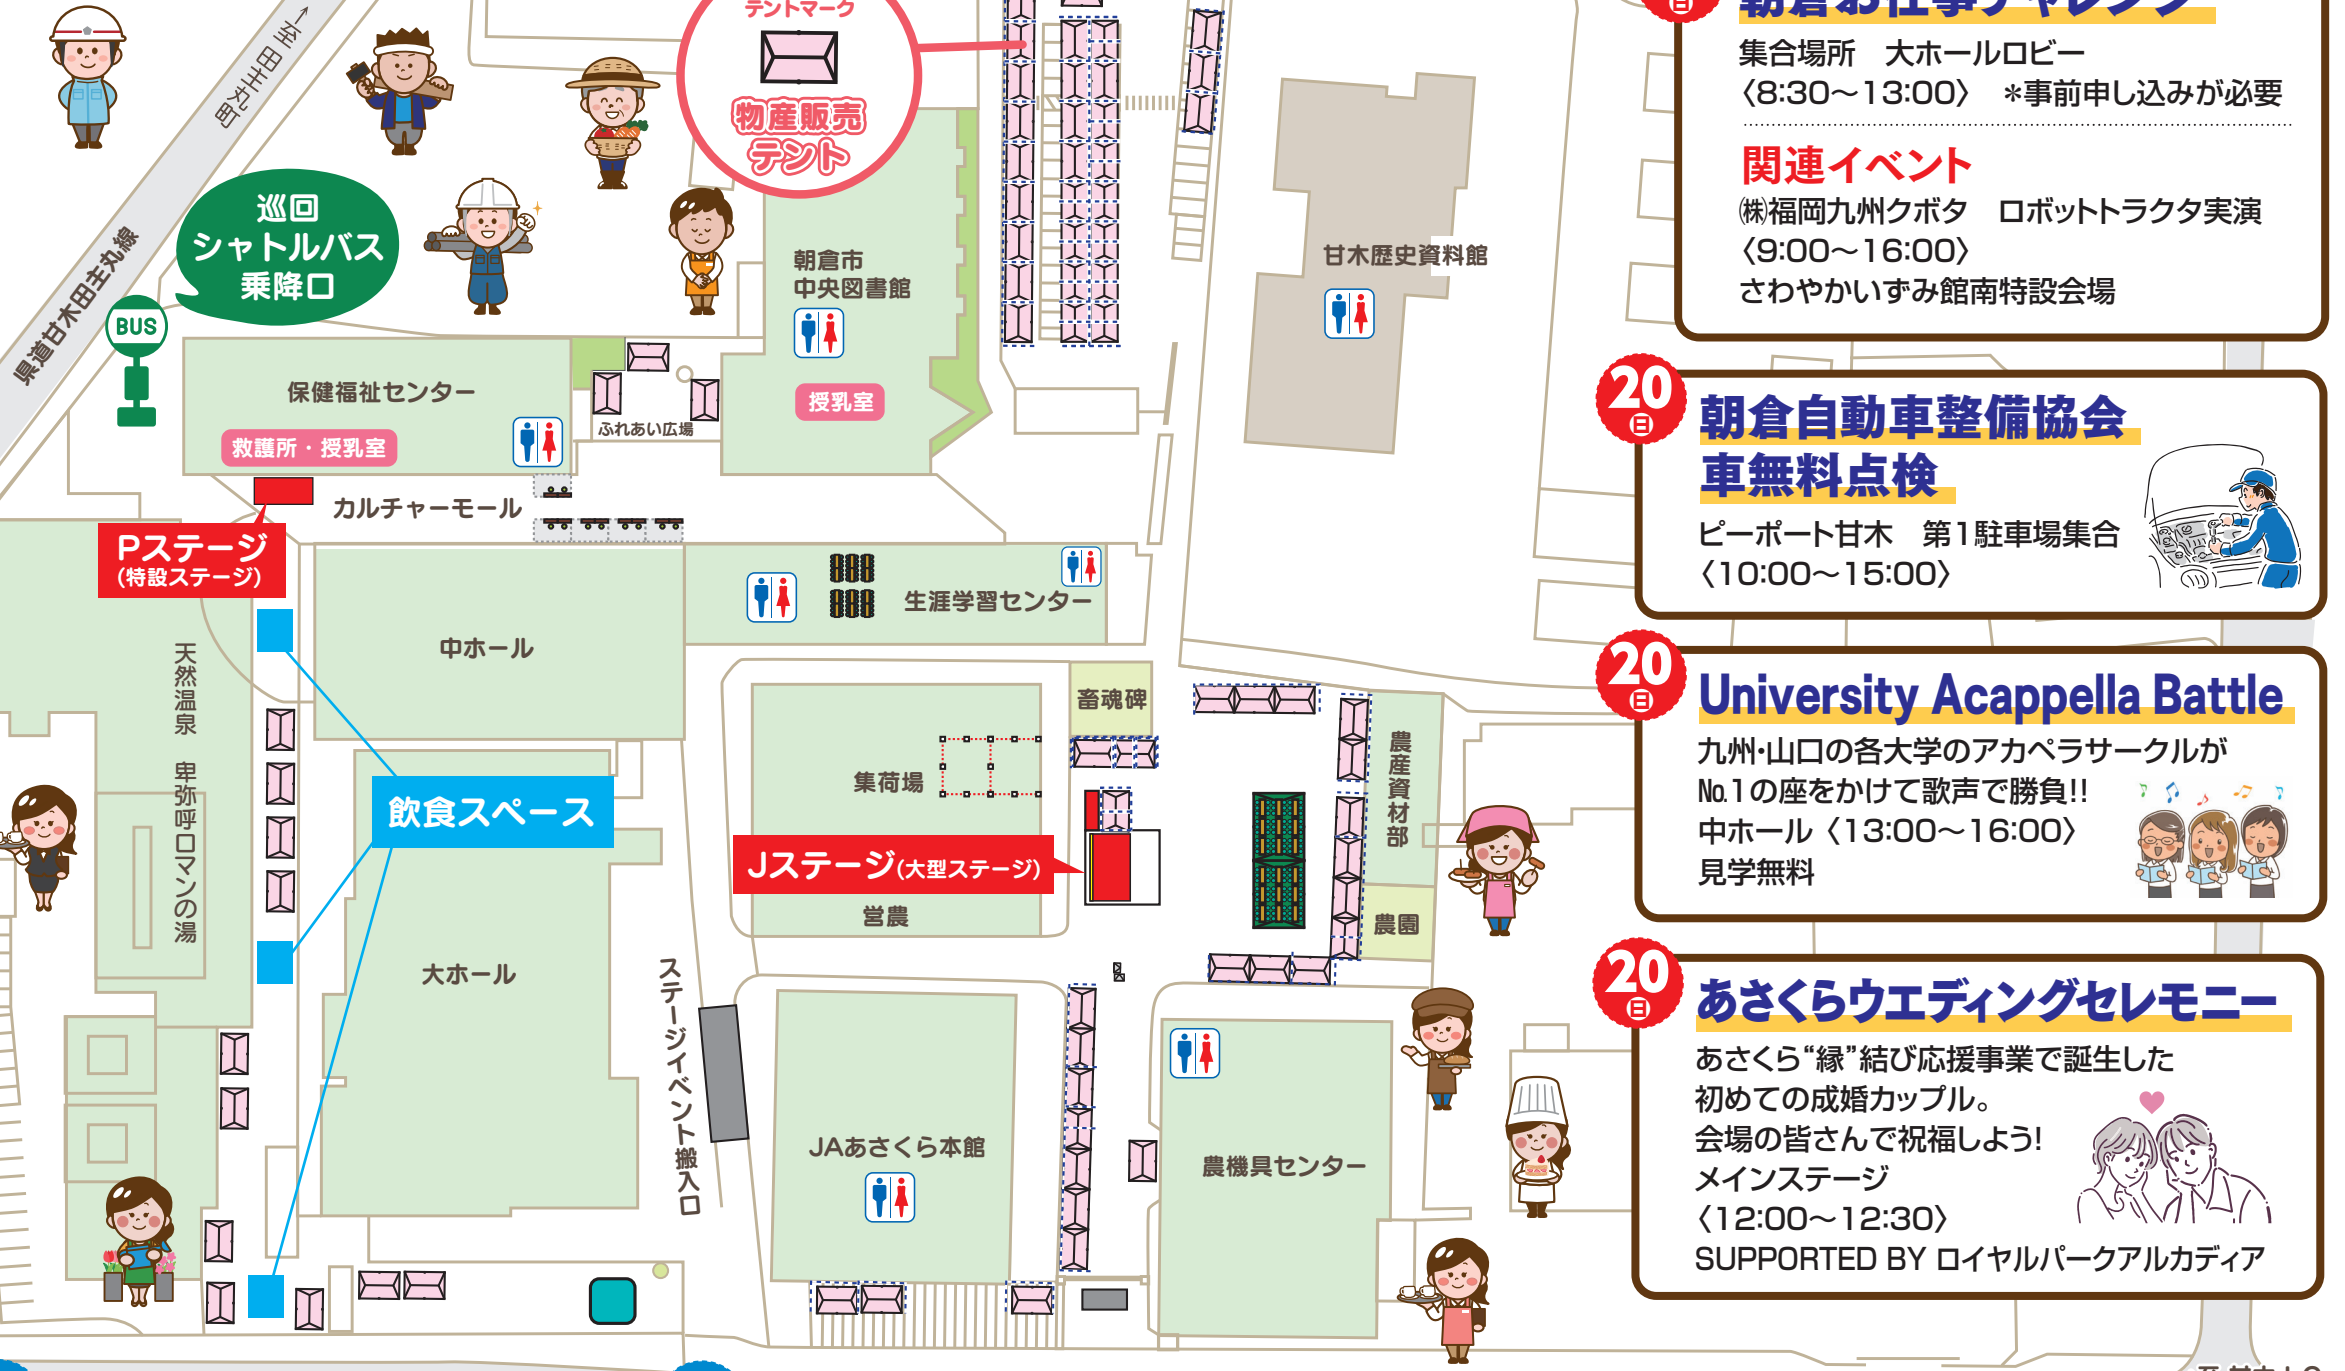 テントマーク
物産販売
テント
↑至 田主丸町
県道甘木田主丸線
巡回
シャトルバス
乗降口
BUS
保健福祉センター
救護所・授乳室
ふれあい広場
朝倉市
中央図書館
授乳室
甘木歴史資料館
カルチャーモール
Pステージ
(特設ステージ)
中ホール
生涯学習センター
天然温泉 卑弥呼ロマンの湯
飲食スペース
大ホール
集荷場
営農
畜魂碑
Jステージ(大型ステージ)
農産資材部
農園
ステージイベント搬入口
JAあさくら本館
農機具センター
日
朝倉お仕事チャレンジ
集合場所 大ホールロビー
〈8:30〜13:00〉 *事前申し込みが必要
関連イベント
㈱福岡九州クボタ ロボットトラクタ実演
〈9:00〜16:00〉
さわやかいずみ館南特設会場
20
日
朝倉自動車整備協会
車無料点検
ピーポート甘木 第1駐車場集合
〈10:00〜15:00〉
20
日
University Acappella Battle
九州・山口の各大学のアカペラサークルが
№1の座をかけて歌声で勝負!!
中ホール〈13:00〜16:00〉
見学無料
20
日
あさくらウエディングセレモニー
あさくら“縁”結び応援事業で誕生した
初めての成婚カップル。
会場の皆さんで祝福しよう!
メインステージ
〈12:00〜12:30〉
SUPPORTED BY ロイヤルパークアルカディア